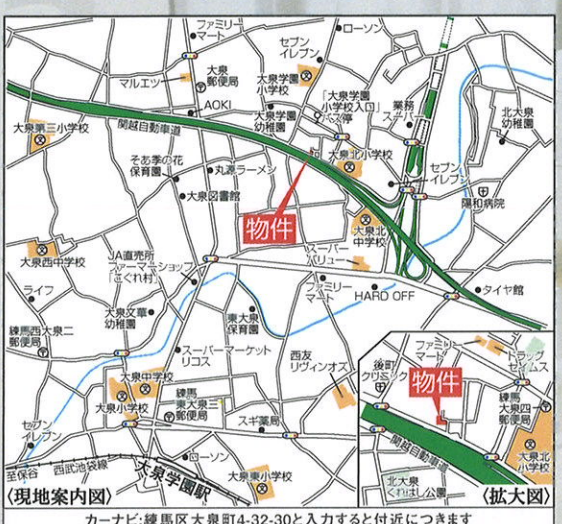 ファミリー
マート
ローソン
セブン
イレブン
マルエツ
大泉
郵便局
大泉学園
小学校
「大泉学園
小学校入口」
バス停
業務
スーパー
AOKI
大泉学園
幼稚園
北大泉
幼稚園
大泉第三小学校
関越自動車道
そあ季の花
保育園
丸源ラーメン
大泉北小学校
セブン
イレブン
大泉図書館
陽和病院
物件
大泉北
中学校
大泉西中学校
JA直売所
ファーマーズショップ
「こぐれ村」
スーパー
バリュー
ライフ
ファミリー
マート
HARD OFF
タイヤ館
大泉文華
幼稚園
東大泉
保育園
練馬西大泉二
郵便局
スーパーマーケット
リコス
西友
リヴィンオズ
大泉中学校
大泉小学校
練馬
東大泉三
郵便局
スギ薬局
セブン
イレブン
ローソン
至保谷
西武池袋線
大泉学園駅
大泉東小学校
〈現地案内図〉
ファミリー
マート
ドラッグ
セイムス
後町
クリニック
物件
練馬
大泉四
郵便局
関越自動車道
大泉北
小学校
北大泉
くればし公園
〈拡大図〉
カーナビ:練馬区大泉町4-32-30と入力すると付近につきます